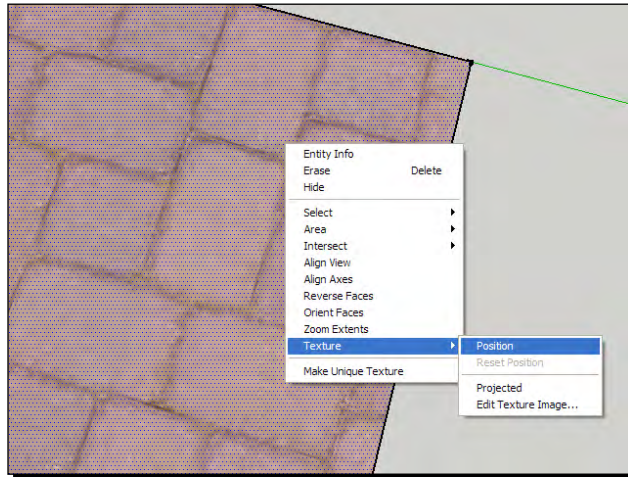 Entity Info
Erase Delete
Hide
Select
Area
Intersect
Align View
Align Axes
Reverse Faces
Orient Faces
Zoom Extents
Texture
Make Unique Texture
Position
Reset Position
Projected
Edit Texture Image...